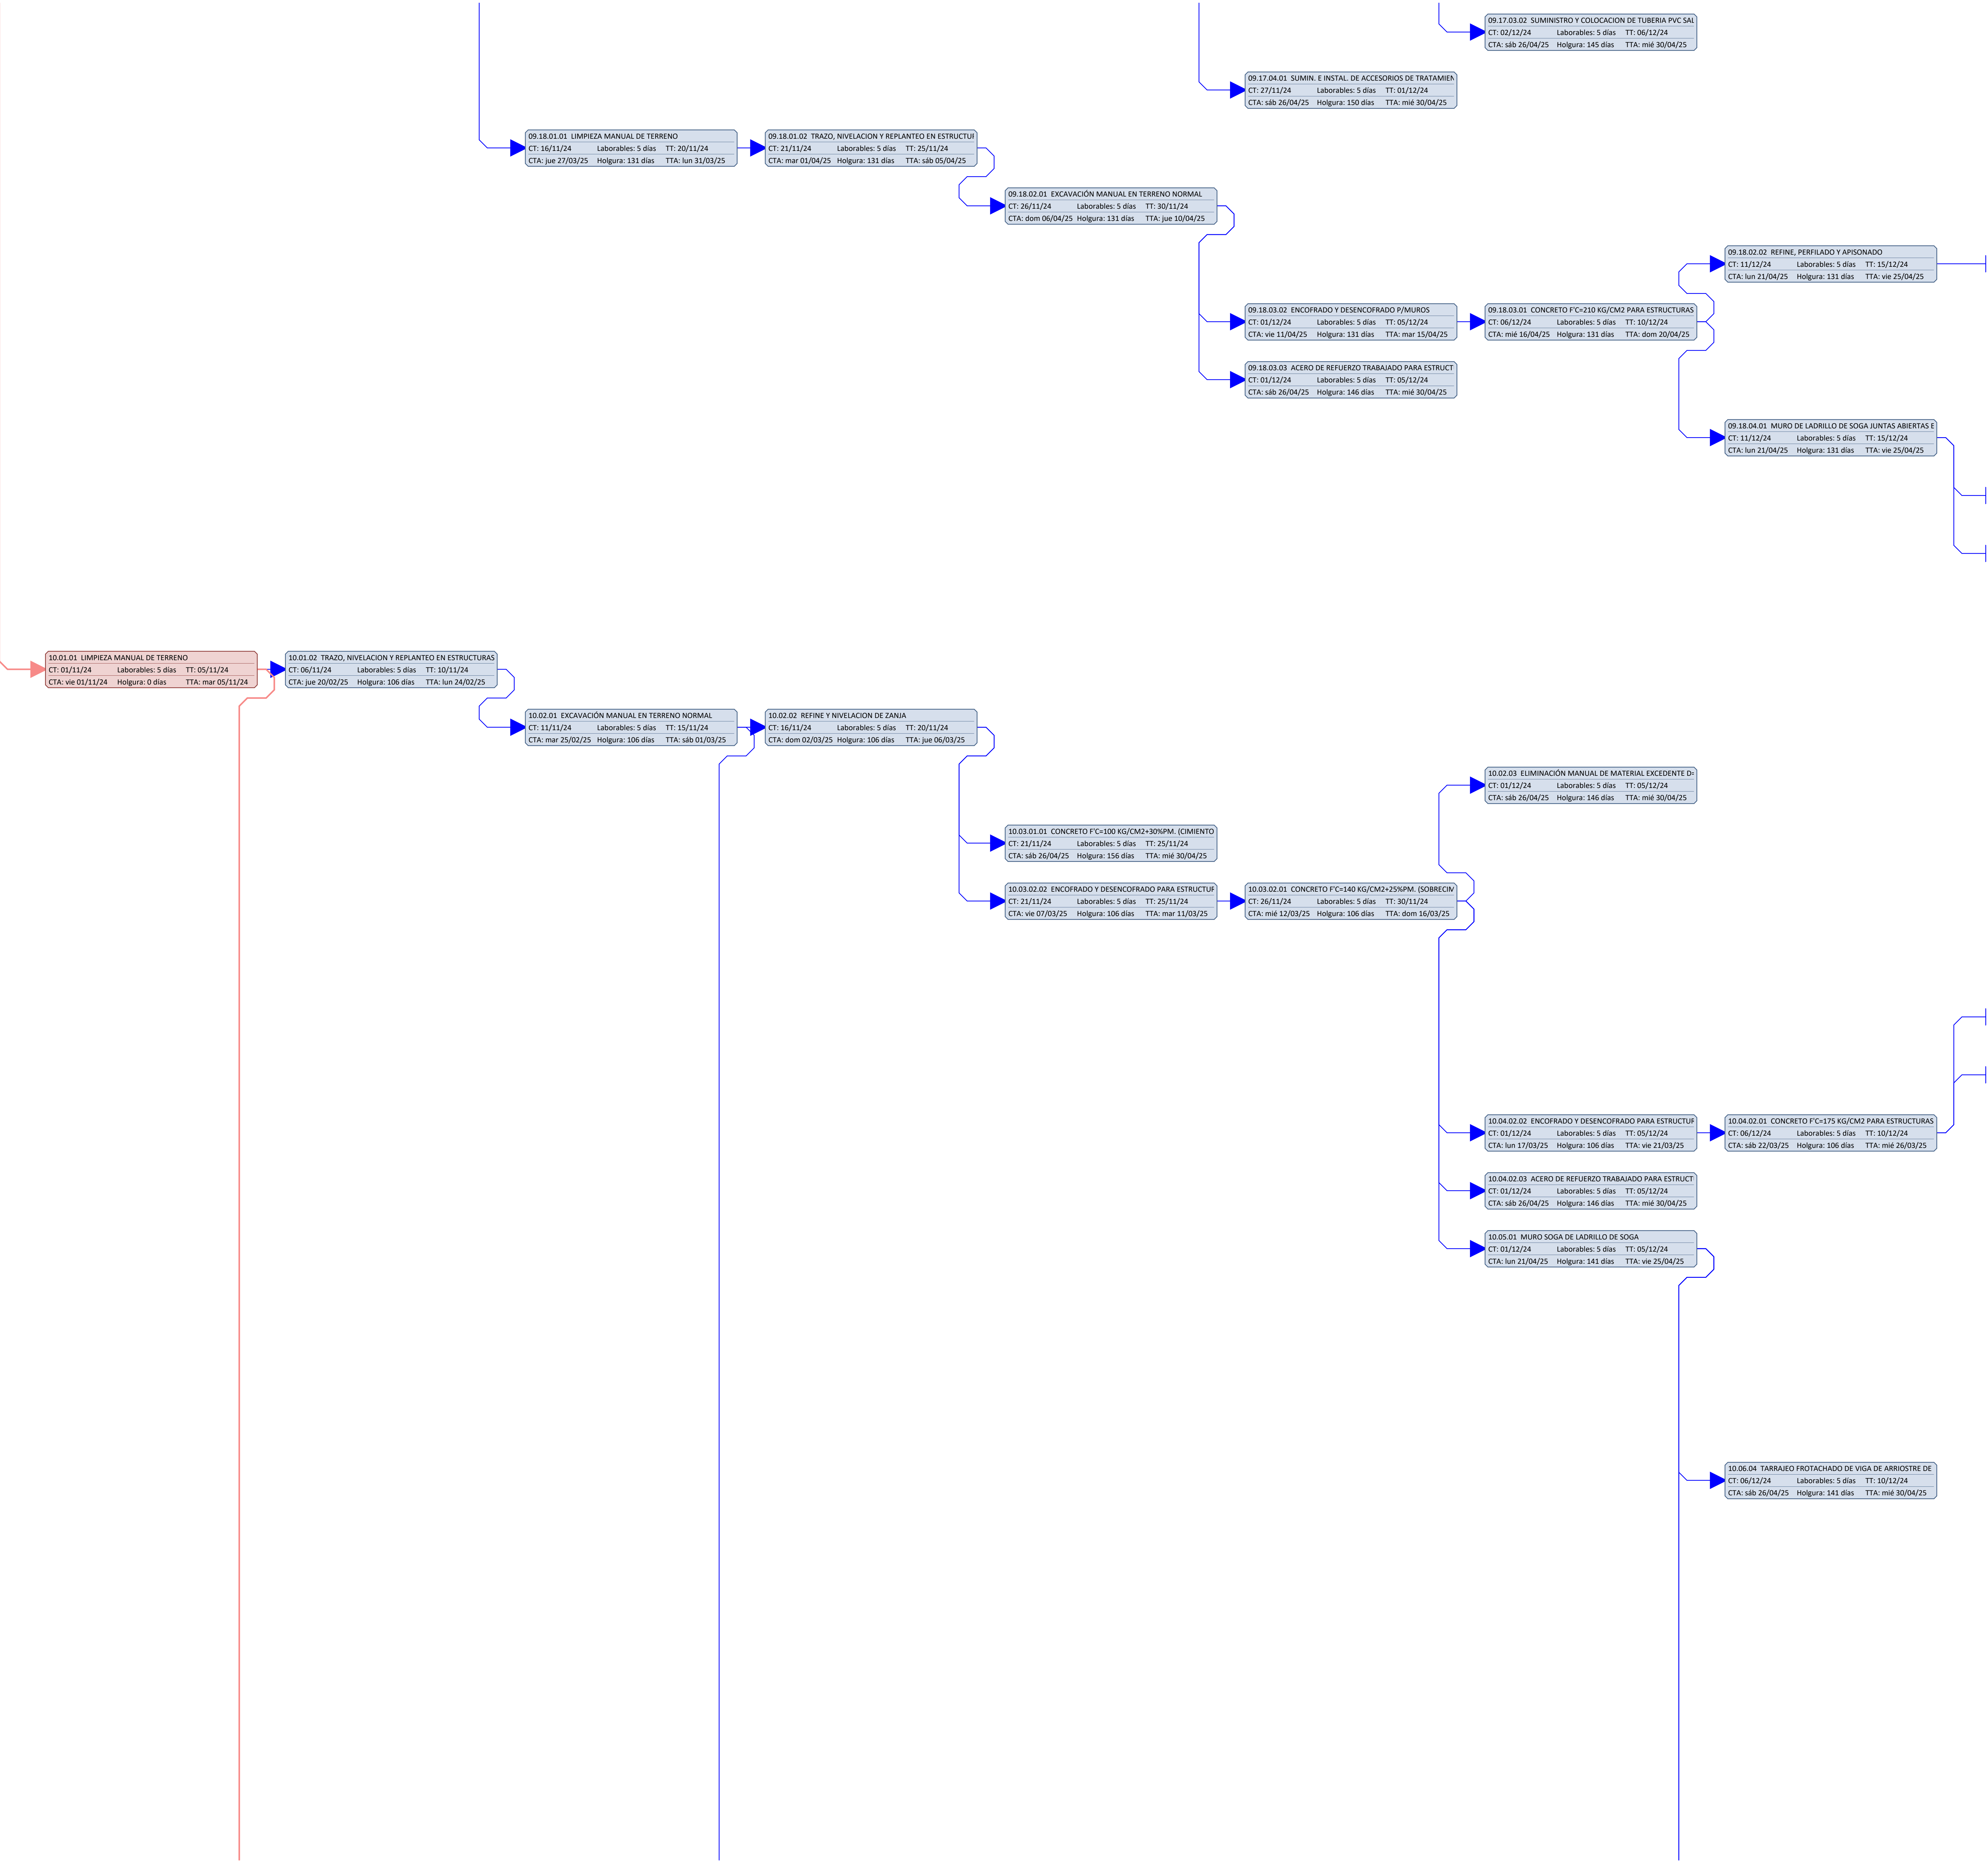 09.17.03.02 SUMINISTRO Y COLOCACION DE TUBERIA PVC SAL
CT: 02/12/24 Laborables: 5 días TT: 06/12/24
CTA: sáb 26/04/25 Holgura: 145 días TTA: mié 30/04/25
09.17.04.01 SUMIN. E INSTAL. DE ACCESORIOS DE TRATAMIEN
CT: 27/11/24 Laborables: 5 días TT: 01/12/24
CTA: sáb 26/04/25 Holgura: 150 días TTA: mié 30/04/25
09.18.01.01 LIMPIEZA MANUAL DE TERRENO
CT: 16/11/24 Laborables: 5 días TT: 20/11/24
CTA: jue 27/03/25 Holgura: 131 días TTA: lun 31/03/25
09.18.01.02 TRAZO, NIVELACION Y REPLANTEO EN ESTRUCTUR
CT: 21/11/24 Laborables: 5 días TT: 25/11/24
CTA: mar 01/04/25 Holgura: 131 días TTA: sáb 05/04/25
09.18.02.01 EXCAVACIÓN MANUAL EN TERRENO NORMAL
CT: 26/11/24 Laborables: 5 días TT: 30/11/24
CTA: dom 06/04/25 Holgura: 131 días TTA: jue 10/04/25
09.18.02.02 REFINE, PERFILADO Y APISONADO
CT: 11/12/24 Laborables: 5 días TT: 15/12/24
CTA: lun 21/04/25 Holgura: 131 días TTA: vie 25/04/25
09.18.03.02 ENCOFRADO Y DESENCOFRADO P/MUROS
CT: 01/12/24 Laborables: 5 días TT: 05/12/24
CTA: vie 11/04/25 Holgura: 131 días TTA: mar 15/04/25
09.18.03.01 CONCRETO F'C=210 KG/CM2 PARA ESTRUCTURAS
CT: 06/12/24 Laborables: 5 días TT: 10/12/24
CTA: mié 16/04/25 Holgura: 131 días TTA: dom 20/04/25
09.18.03.03 ACERO DE REFUERZO TRABAJADO PARA ESTRUCT
CT: 01/12/24 Laborables: 5 días TT: 05/12/24
CTA: sáb 26/04/25 Holgura: 146 días TTA: mié 30/04/25
09.18.04.01 MURO DE LADRILLO DE SOGA JUNTAS ABIERTAS E
CT: 11/12/24 Laborables: 5 días TT: 15/12/24
CTA: lun 21/04/25 Holgura: 131 días TTA: vie 25/04/25
10.01.01 LIMPIEZA MANUAL DE TERRENO
CT: 01/11/24 Laborables: 5 días TT: 05/11/24
CTA: vie 01/11/24 Holgura: 0 días TTA: mar 05/11/24
10.01.02 TRAZO, NIVELACION Y REPLANTEO EN ESTRUCTURAS
CT: 06/11/24 Laborables: 5 días TT: 10/11/24
CTA: jue 20/02/25 Holgura: 106 días TTA: lun 24/02/25
10.02.01 EXCAVACIÓN MANUAL EN TERRENO NORMAL
CT: 11/11/24 Laborables: 5 días TT: 15/11/24
CTA: mar 25/02/25 Holgura: 106 días TTA: sáb 01/03/25
10.02.02 REFINE Y NIVELACION DE ZANJA
CT: 16/11/24 Laborables: 5 días TT: 20/11/24
CTA: dom 02/03/25 Holgura: 106 días TTA: jue 06/03/25
10.02.03 ELIMINACIÓN MANUAL DE MATERIAL EXCEDENTE D=
CT: 01/12/24 Laborables: 5 días TT: 05/12/24
CTA: sáb 26/04/25 Holgura: 146 días TTA: mié 30/04/25
10.03.01.01 CONCRETO F'C=100 KG/CM2+30%PM. (CIMIENTO
CT: 21/11/24 Laborables: 5 días TT: 25/11/24
CTA: sáb 26/04/25 Holgura: 156 días TTA: mié 30/04/25
10.03.02.02 ENCOFRADO Y DESENCOFRADO PARA ESTRUCTUR
CT: 21/11/24 Laborables: 5 días TT: 25/11/24
CTA: vie 07/03/25 Holgura: 106 días TTA: mar 11/03/25
10.03.02.01 CONCRETO F'C=140 KG/CM2+25%PM. (SOBRECIM
CT: 26/11/24 Laborables: 5 días TT: 30/11/24
CTA: mié 12/03/25 Holgura: 106 días TTA: dom 16/03/25
10.04.02.02 ENCOFRADO Y DESENCOFRADO PARA ESTRUCTUR
CT: 01/12/24 Laborables: 5 días TT: 05/12/24
CTA: lun 17/03/25 Holgura: 106 días TTA: vie 21/03/25
10.04.02.01 CONCRETO F'C=175 KG/CM2 PARA ESTRUCTURAS
CT: 06/12/24 Laborables: 5 días TT: 10/12/24
CTA: sáb 22/03/25 Holgura: 106 días TTA: mié 26/03/25
10.04.02.03 ACERO DE REFUERZO TRABAJADO PARA ESTRUCT
CT: 01/12/24 Laborables: 5 días TT: 05/12/24
CTA: sáb 26/04/25 Holgura: 146 días TTA: mié 30/04/25
10.05.01 MURO SOGA DE LADRILLO DE SOGA
CT: 01/12/24 Laborables: 5 días TT: 05/12/24
CTA: lun 21/04/25 Holgura: 141 días TTA: vie 25/04/25
10.06.04 TARRAJEO FROTACHADO DE VIGA DE ARRIOSTRE DE
CT: 06/12/24 Laborables: 5 días TT: 10/12/24
CTA: sáb 26/04/25 Holgura: 141 días TTA: mié 30/04/25